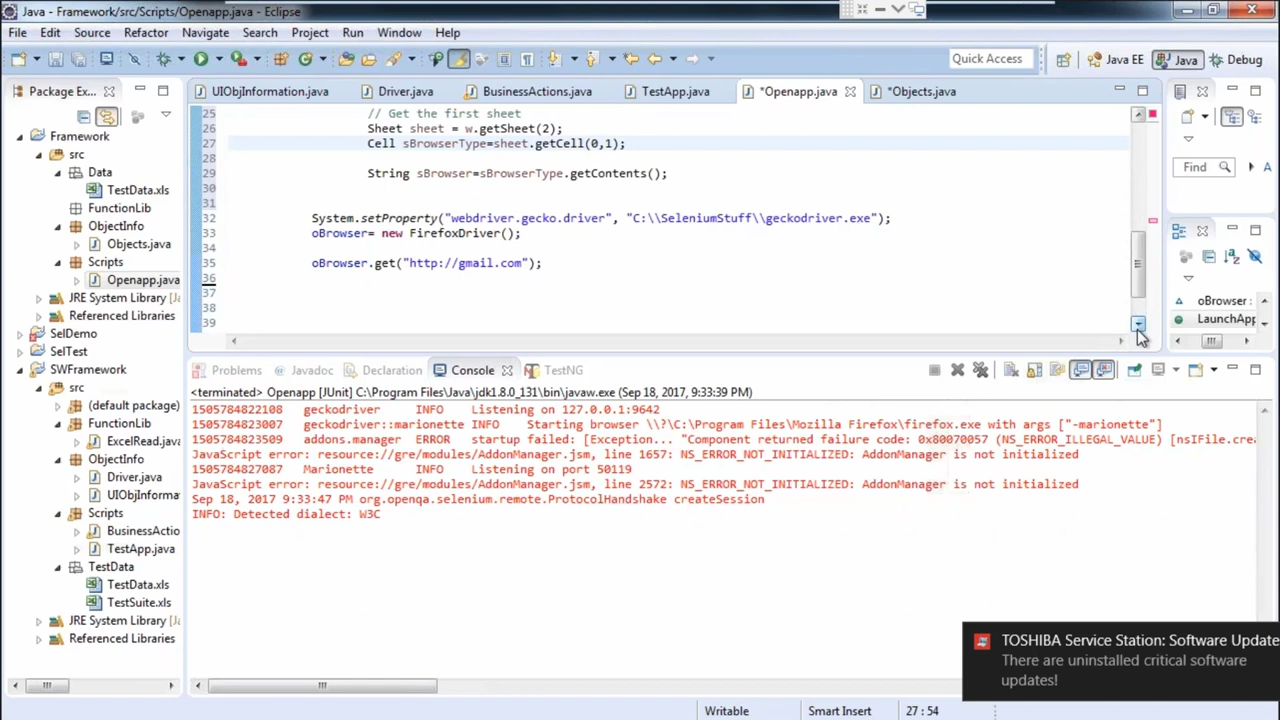 Java - Framework/src/Scripts/Openapp.java - Eclipse
File Edit Source Refactor Navigate Search Project Run Window Help
Quick Access Java EE Java Debug
Package Ex...
UIObjInformation.java Driver.java BusinessActions.java TestApp.java *Openapp.java *Objects.java
Framework
src
Data
TestData.xls
FunctionLib
ObjectInfo
Objects.java
Scripts
Openapp.java
JRE System Library [J
Referenced Libraries
SelDemo
SelTest
SWFramework
src
(default package)
FunctionLib
ExcelRead.java
ObjectInfo
Driver.java
UIObjInforma
Scripts
BusinessActio
TestApp.java
TestData
TestData.xls
TestSuite.xls
JRE System Library [J
Referenced Libraries
25 // Get the first sheet
26 Sheet sheet = w.getSheet(2);
27 Cell sBrowserType=sheet.getCell(0,1);
28
29 String sBrowser=sBrowserType.getContents();
30
31
32 System.setProperty("webdriver.gecko.driver", "C:\\SeleniumStuff\\geckodriver.exe");
33 oBrowser= new FirefoxDriver();
34
35 oBrowser.get("http://gmail.com");
36
37
38
39
Find
oBrowser :
LaunchApp
Problems @ Javadoc Declaration Console TestNG
<terminated> Openapp [JUnit] C:\Program Files\Java\jdk1.8.0_131\bin\javaw.exe (Sep 18, 2017, 9:33:39 PM)
1505784822108 geckodriver INFO Listening on 127.0.0.1:9642
1505784823007 geckodriver::marionette INFO Starting browser \\?\C:\Program Files\Mozilla Firefox\firefox.exe with args ["-marionette"]
1505784823509 addons.manager ERROR startup failed: [Exception... "Component returned failure code: 0x80070057 (NS_ERROR_ILLEGAL_VALUE) [nsIFile.cre
JavaScript error: resource://gre/modules/AddonManager.jsm, line 1657: NS_ERROR_NOT_INITIALIZED: AddonManager is not initialized
1505784827087 Marionette INFO Listening on port 50119
JavaScript error: resource://gre/modules/AddonManager.jsm, line 2572: NS_ERROR_NOT_INITIALIZED: AddonManager is not initialized
Sep 18, 2017 9:33:47 PM org.openqa.selenium.remote.ProtocolHandshake createSession
INFO: Detected dialect: W3C
TOSHIBA Service Station: Software Update
There are uninstalled critical software
updates!
Writable Smart Insert 27 : 54